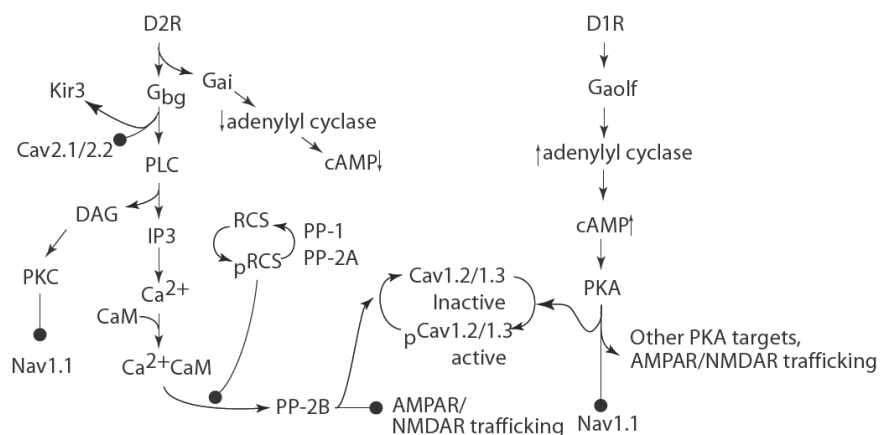 D2R
D1R
Kir3
Gbg
Gai
Gaolf
↓adenylyl cyclase
Cav2.1/2.2
cAMP↓
↑adenylyl cyclase
PLC
DAG
IP3
RCS
PP-1
cAMP↑
pRCS
PP-2A
PKC
Ca2+
Cav1.2/1.3
Inactive
PKA
CaM
pCav1.2/1.3
active
Other PKA targets,
AMPAR/NMDAR trafficking
Nav1.1
Ca2+CaM
PP-2B
AMPAR/
NMDAR trafficking
Nav1.1